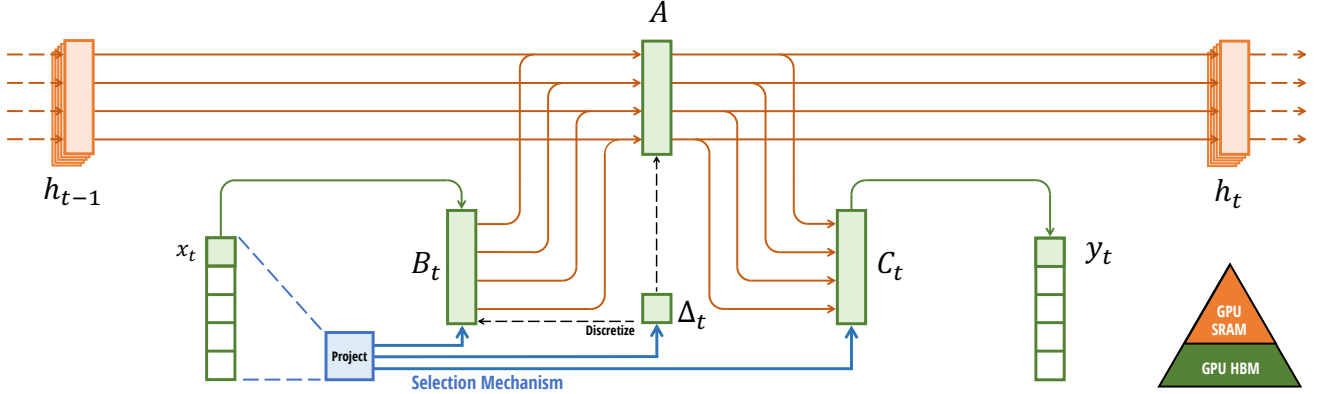 A
h_{t-1}
h_t
x_t
B_t
C_t
y_t
Δ_t
Discretize
Project
Selection Mechanism
GPU
SRAM
GPU HBM